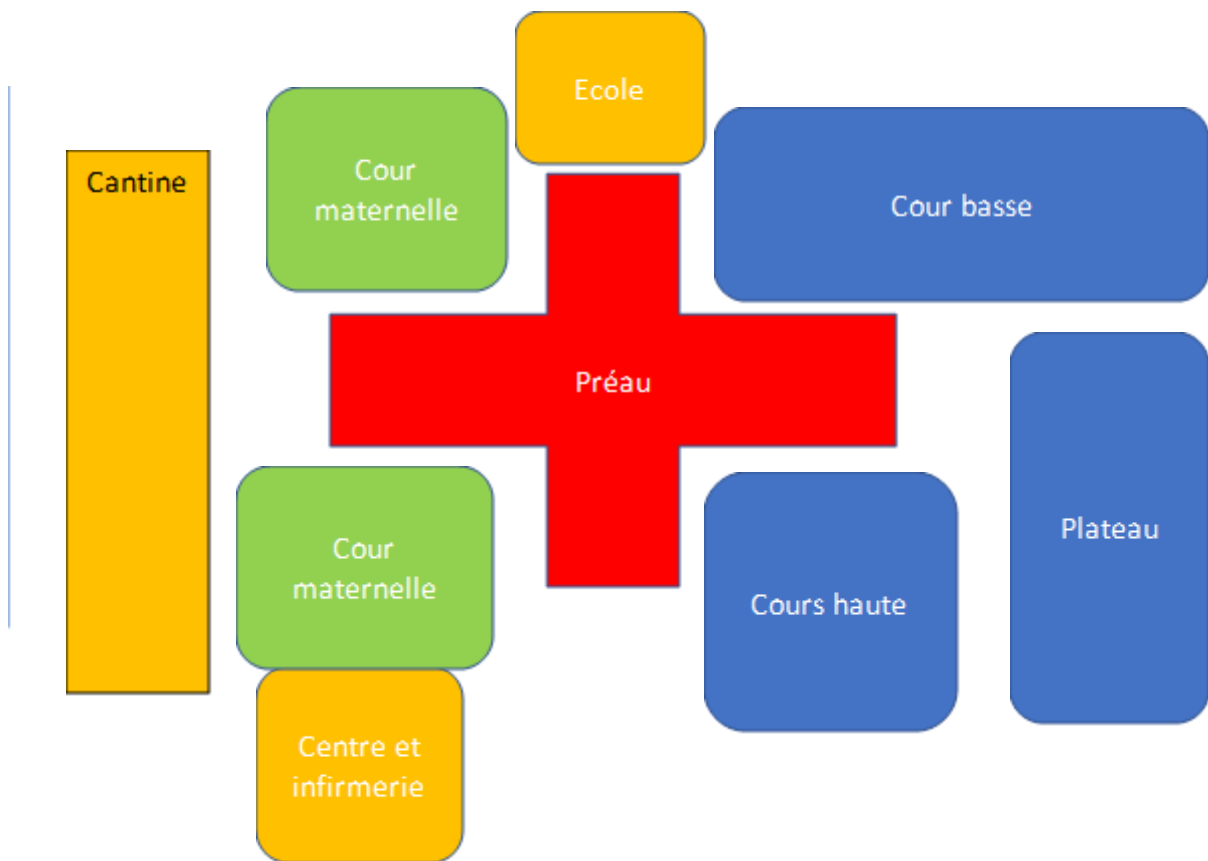 Ecole
Cour
maternelle
Cantine
Cour basse
Préau
Plateau
Cour
maternelle
Cours haute
Centre et
infirmerie